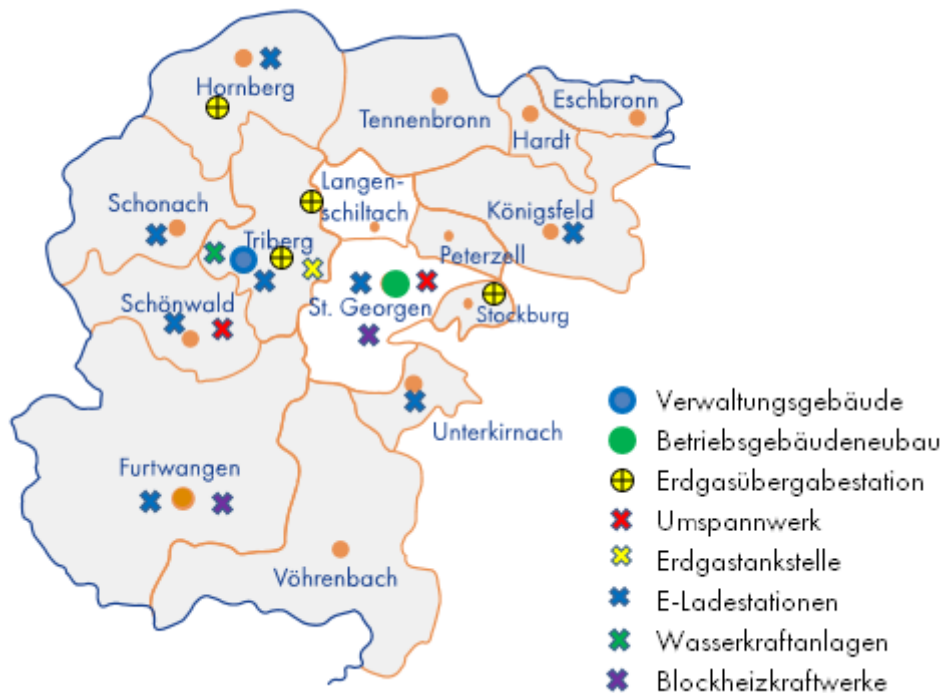 Hornberg
Tennenbronn
Eschbronn
Hardt
Langen-
schiltach
Schonach
Königsfeld
Triberg
Peterzell
Schönwald
St. Georgen
Stockburg
Unterkirnach
Furtwangen
Vöhrenbach
Verwaltungsgebäude
Betriebsgebäudeneubau
Erdgasübergabestation
Umspannwerk
Erdgastankstelle
E-Ladestationen
Wasserkraftanlagen
Blockheizkraftwerke